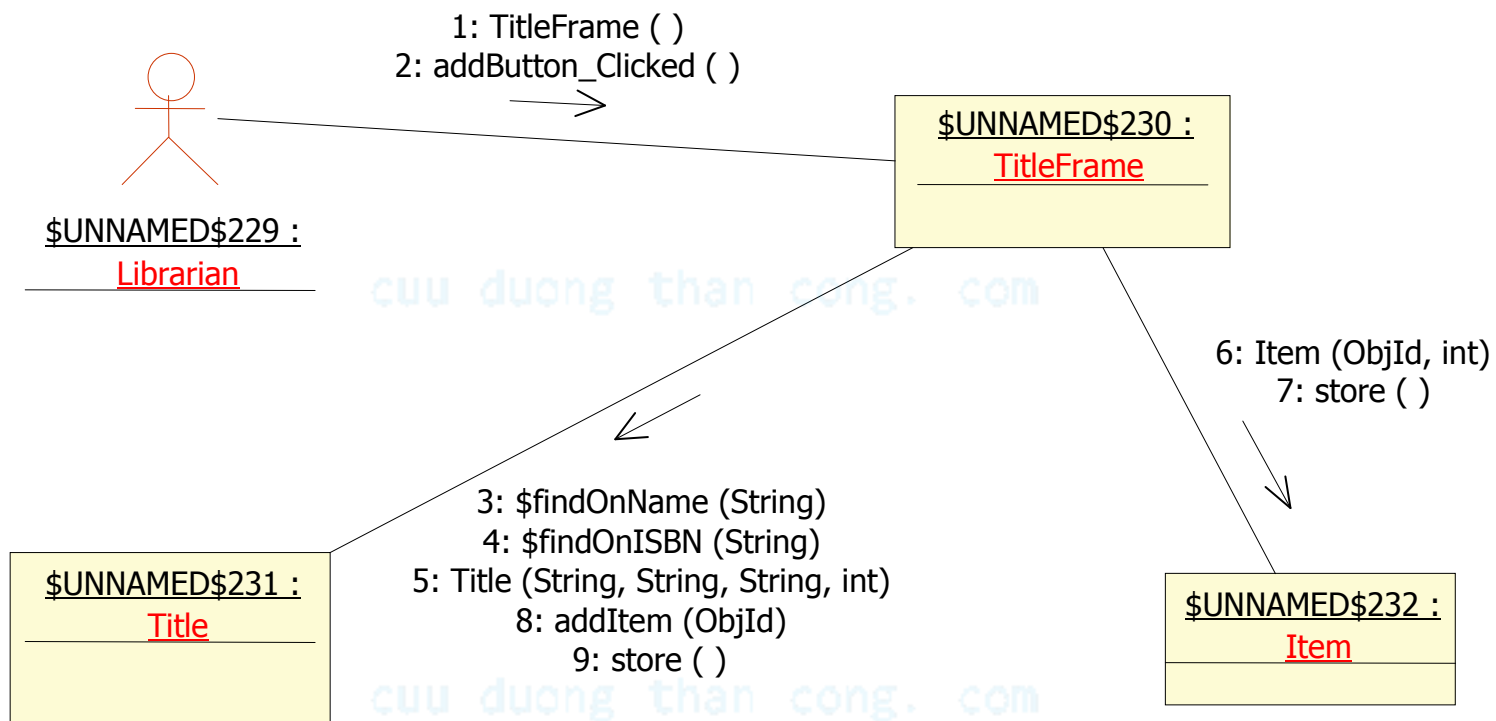 1: TitleFrame ( )
2: addButton_Clicked ( )
$UNNAMED$230 :
TitleFrame
$UNNAMED$229 :
Librarian
cuu duong than cong. com
6: Item (ObjId, int)
7: store ( )
3: $findOnName (String)
4: $findOnISBN (String)
5: Title (String, String, String, int)
8: addItem (ObjId)
9: store ( )
$UNNAMED$231 :
Title
$UNNAMED$232 :
Item
cuu duong than cong. com